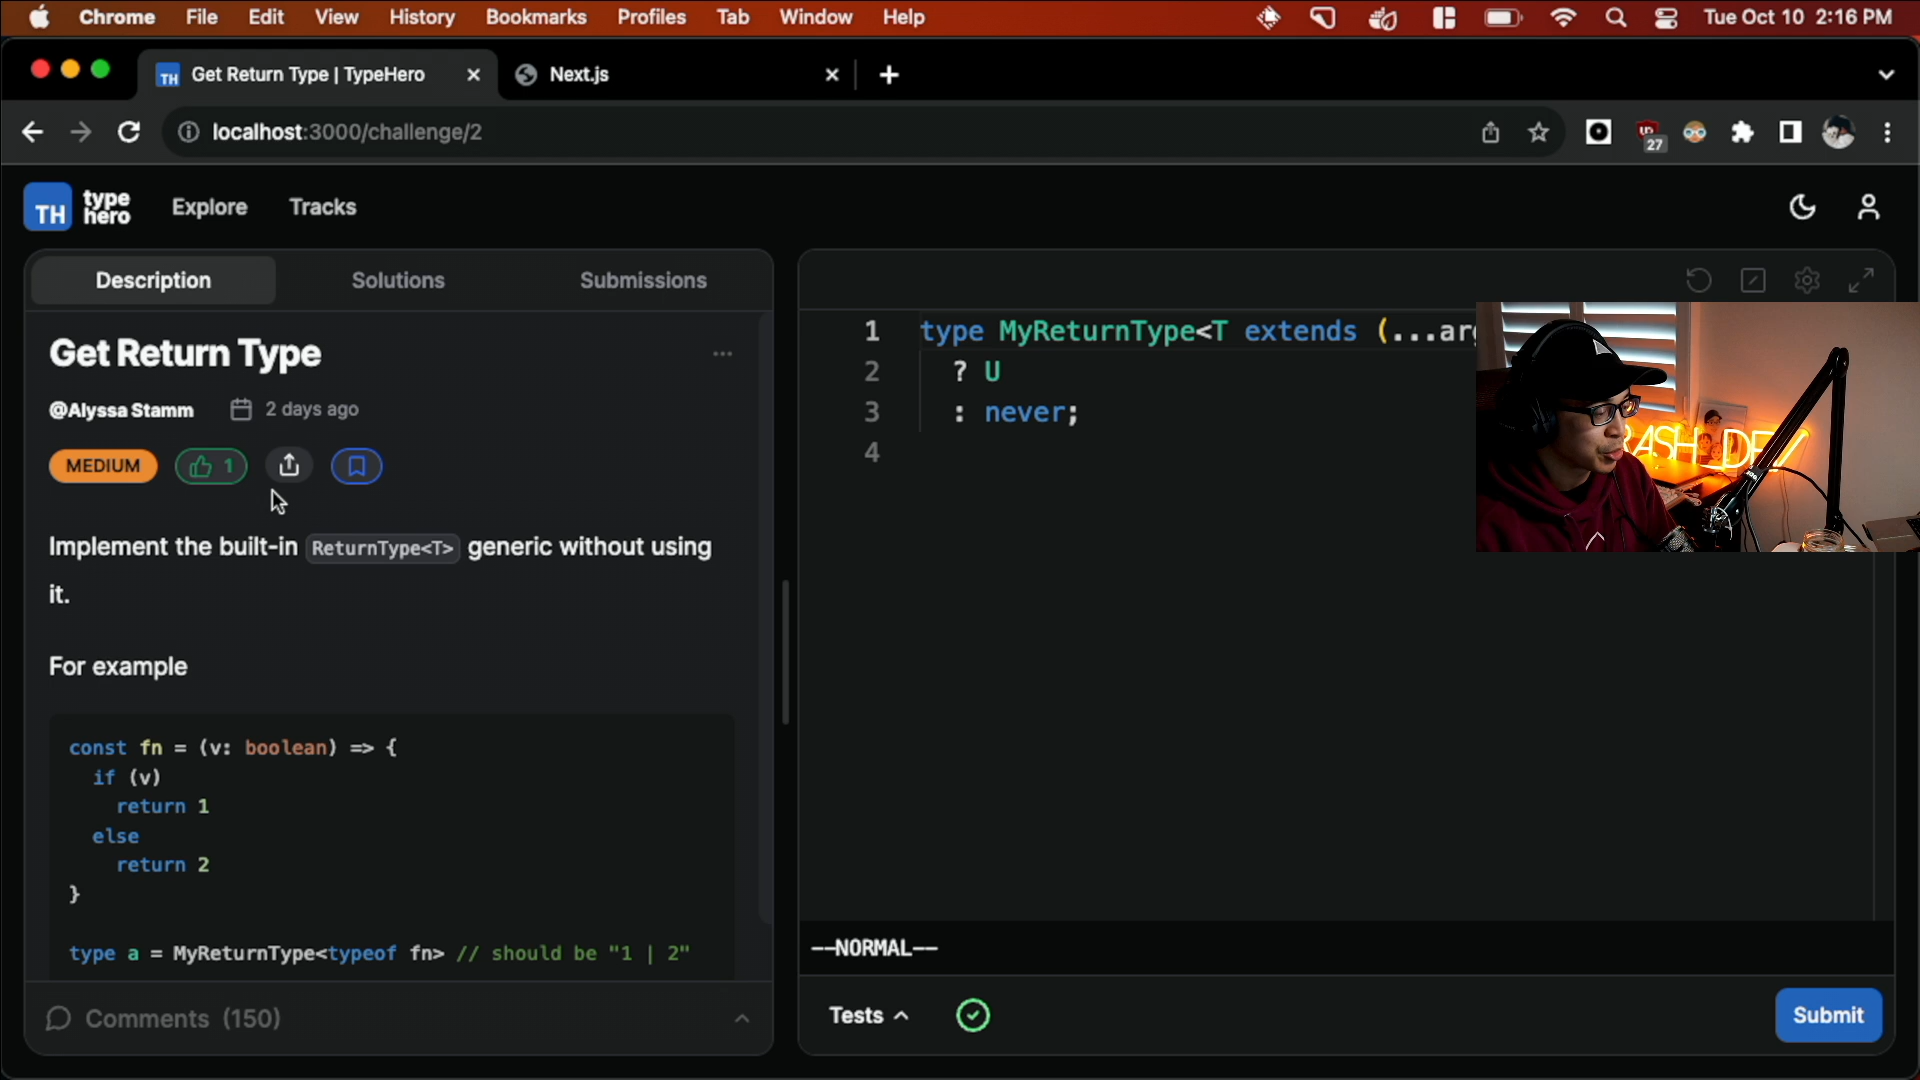 Chrome File Edit View History Bookmarks Profiles Tab Window Help Tue Oct 10 2:16 PM
TH Get Return Type | TypeHero Next.js
localhost:3000/challenge/2
27
TH type hero Explore Tracks
Description Solutions Submissions
Get Return Type
@Alyssa Stamm 2 days ago
MEDIUM 1
Implement the built-in ReturnType<T> generic without using
it.
For example
const fn = (v: boolean) => {
if (v)
return 1
else
return 2
}
type a = MyReturnType<typeof fn> // should be "1 | 2"
Comments (150)
1 type MyReturnType<T extends (...arg
2 ? U
3 : never;
4
--NORMAL--
Tests
Submit